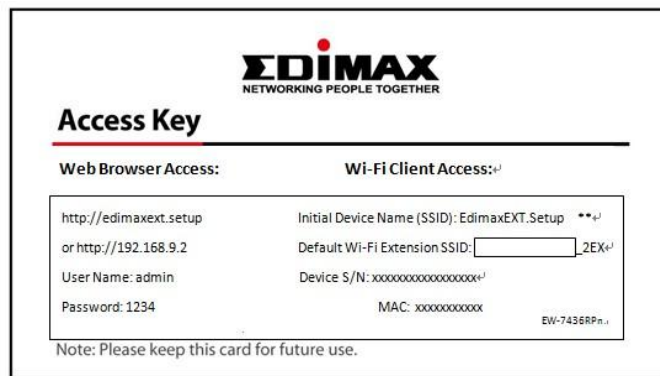 EDIMAX
NETWORKING PEOPLE TOGETHER
Access Key
Web Browser Access:
Wi-Fi Client Access:
http://edimaxext.setup
Initial Device Name (SSID): EdimaxEXT.Setup **
or http://192.168.9.2
Default Wi-Fi Extension SSID: _2EX
User Name: admin
Device S/N: xxxxxxxxxxxxxxxxx
Password: 1234
MAC: xxxxxxxxxxx
EW-7436RPn
Note: Please keep this card for future use.